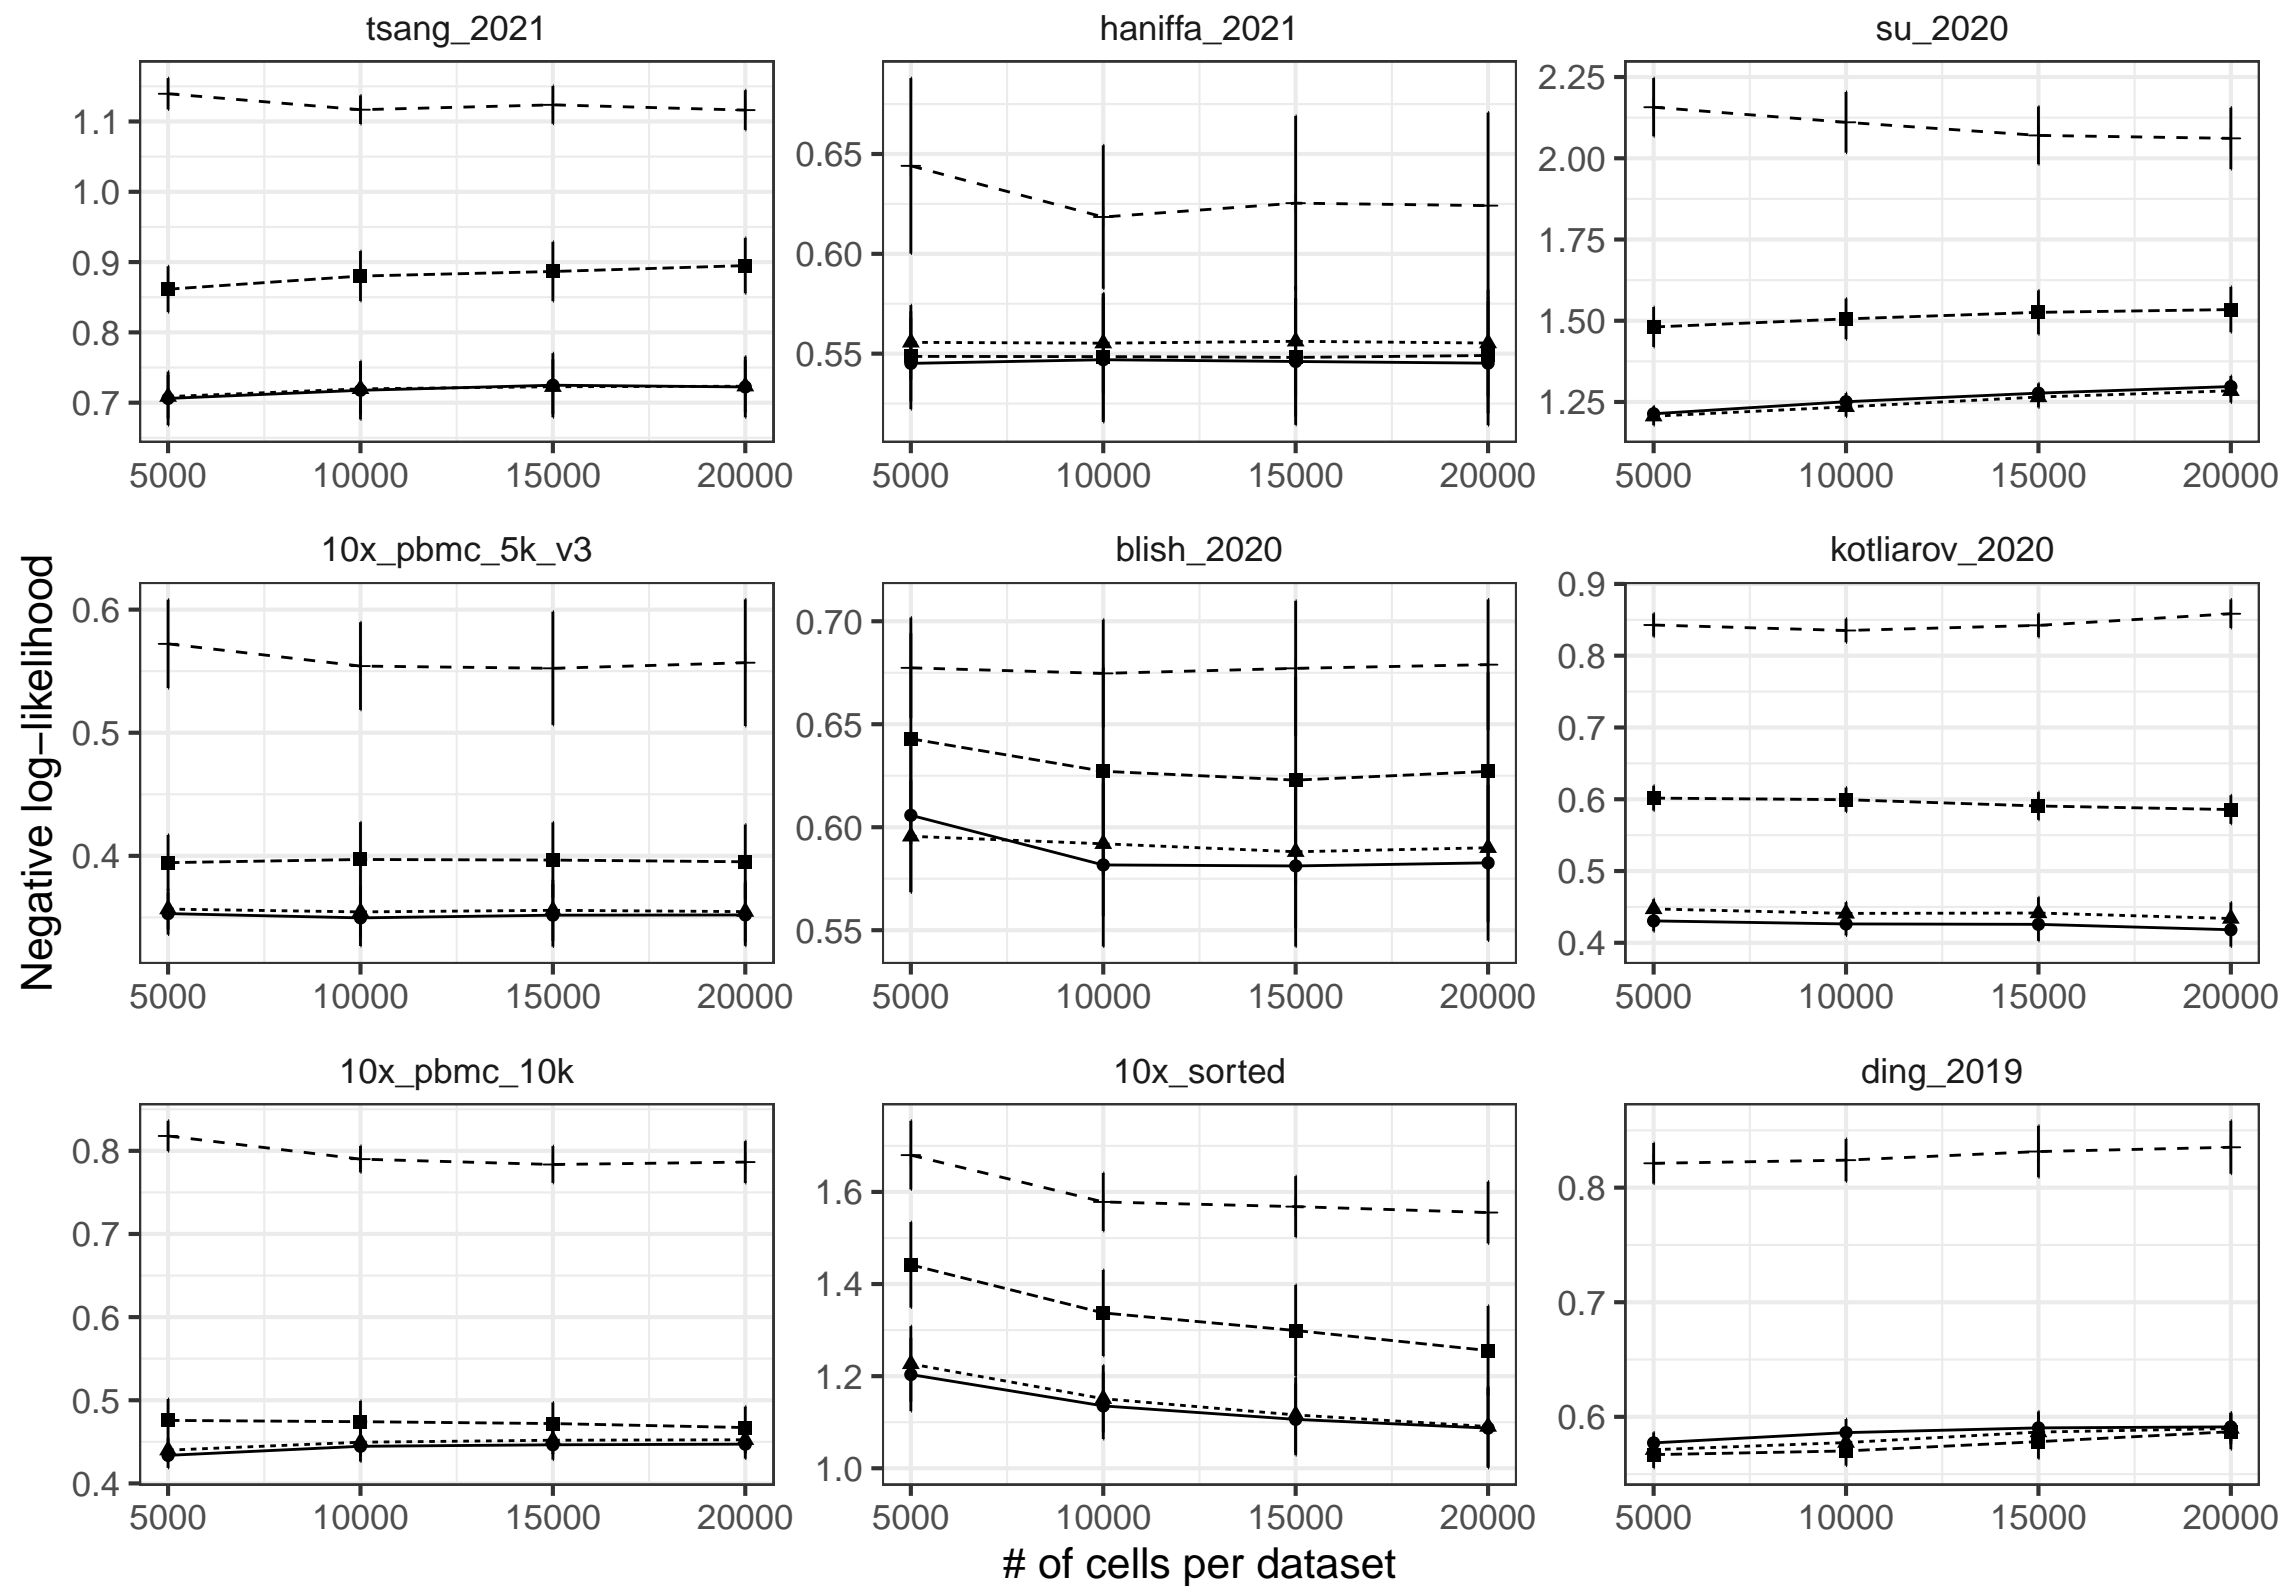 tsang_2021
haniffa_2021
su_2020
1.1
1.0
0.9
0.8
0.7
5000 10000 15000 20000
0.65
0.60
0.55
5000 10000 15000 20000
2.25
2.00
1.75
1.50
1.25
5000 10000 15000 20000
Negative log−likelihood
10x_pbmc_5k_v3
blish_2020
kotliarov_2020
0.6
0.5
0.4
5000 10000 15000 20000
0.70
0.65
0.60
0.55
5000 10000 15000 20000
0.9
0.8
0.7
0.6
0.5
0.4
5000 10000 15000 20000
10x_pbmc_10k
10x_sorted
ding_2019
0.8
0.7
0.6
0.5
0.4
5000 10000 15000 20000
1.6
1.4
1.2
1.0
5000 10000 15000 20000
0.8
0.7
0.6
5000 10000 15000 20000
# of cells per dataset